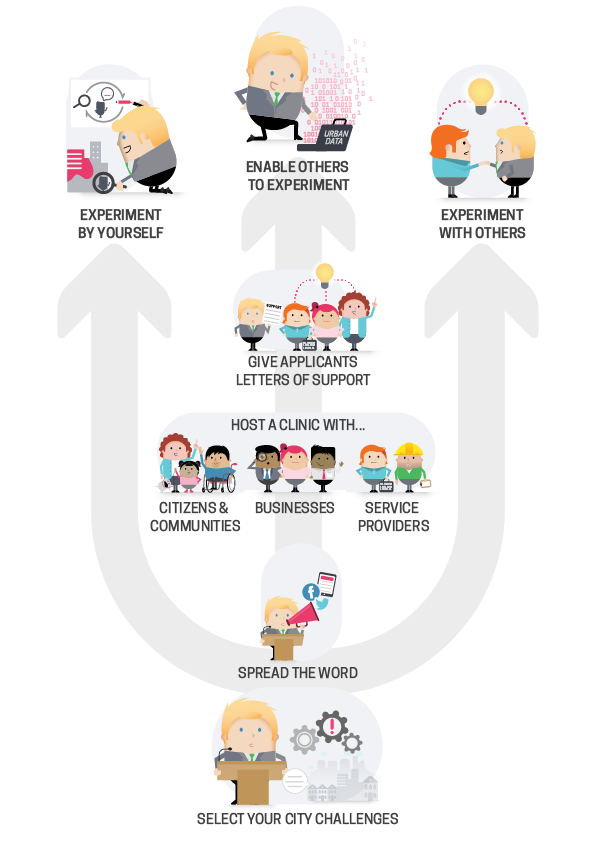 ENABLE OTHERS
TO EXPERIMENT
URBAN
DATA
EXPERIMENT
BY YOURSELF
EXPERIMENT
WITH OTHERS
SUPPORT
GIVE APPLICANTS
LETTERS OF SUPPORT
HOST A CLINIC WITH...
CITIZENS &
COMMUNITIES
BUSINESSES
SERVICE
PROVIDERS
f
SPREAD THE WORD
!
SELECT YOUR CITY CHALLENGES